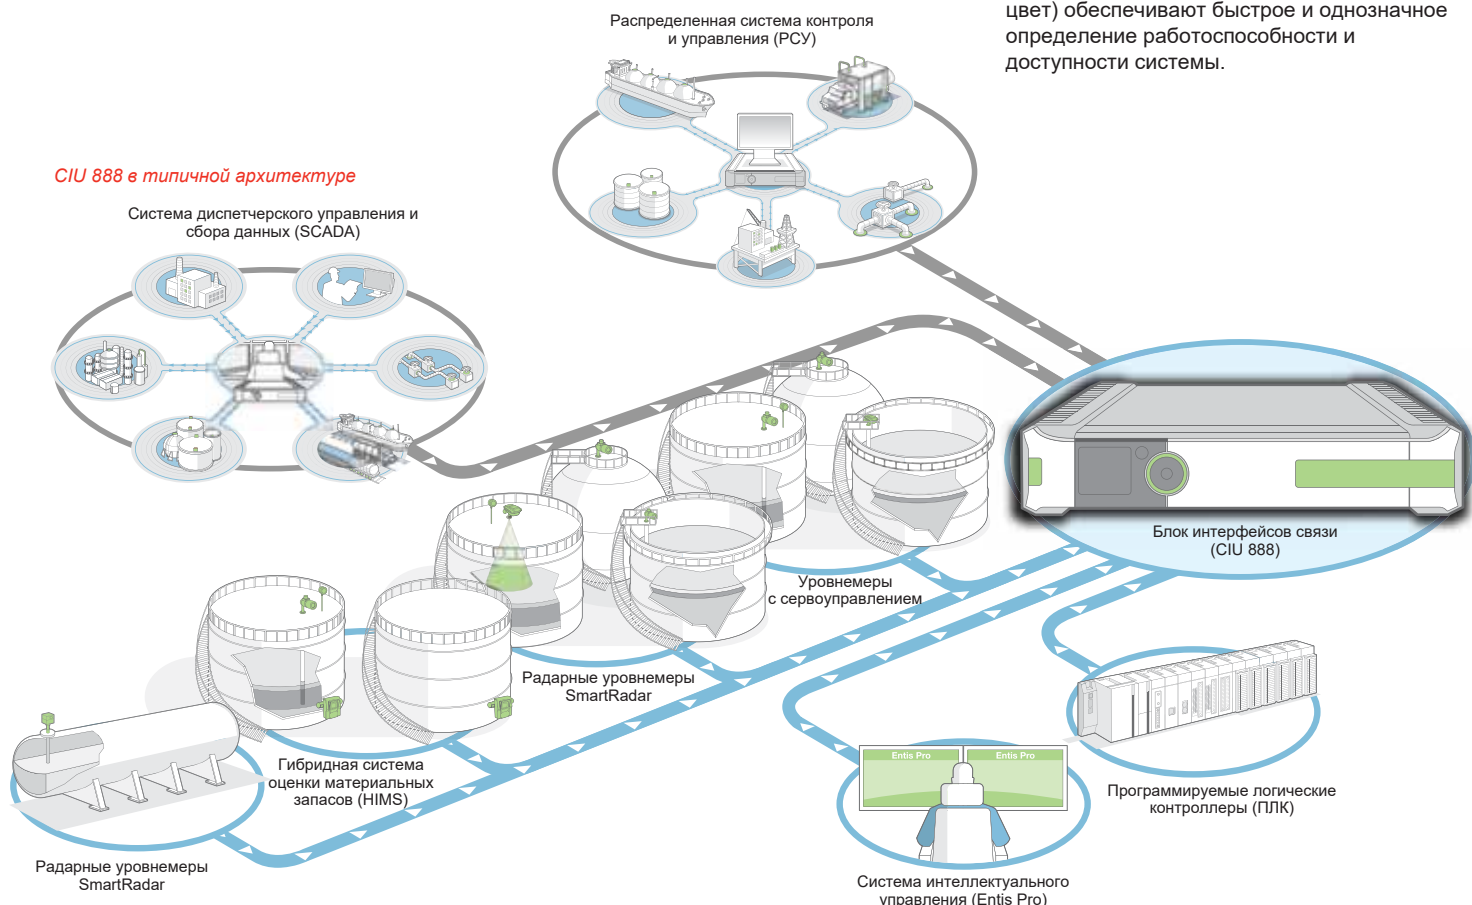 Распределенная система контроля
и управления (РСУ)
цвет) обеспечивают быстрое и однозначное
определение работоспособности и
доступности системы.
CIU 888 в типичной архитектуре
Система диспетчерского управления и
сбора данных (SCADA)
Блок интерфейсов связи
(CIU 888)
Уровнемеры
с сервоуправлением
Радарные уровнемеры
SmartRadar
Гибридная система
оценки материальных
запасов (HIMS)
Entis Pro
Entis Pro
Программируемые логические
контроллеры (ПЛК)
Радарные уровнемеры
SmartRadar
Система интеллектуального
управления (Entis Pro)